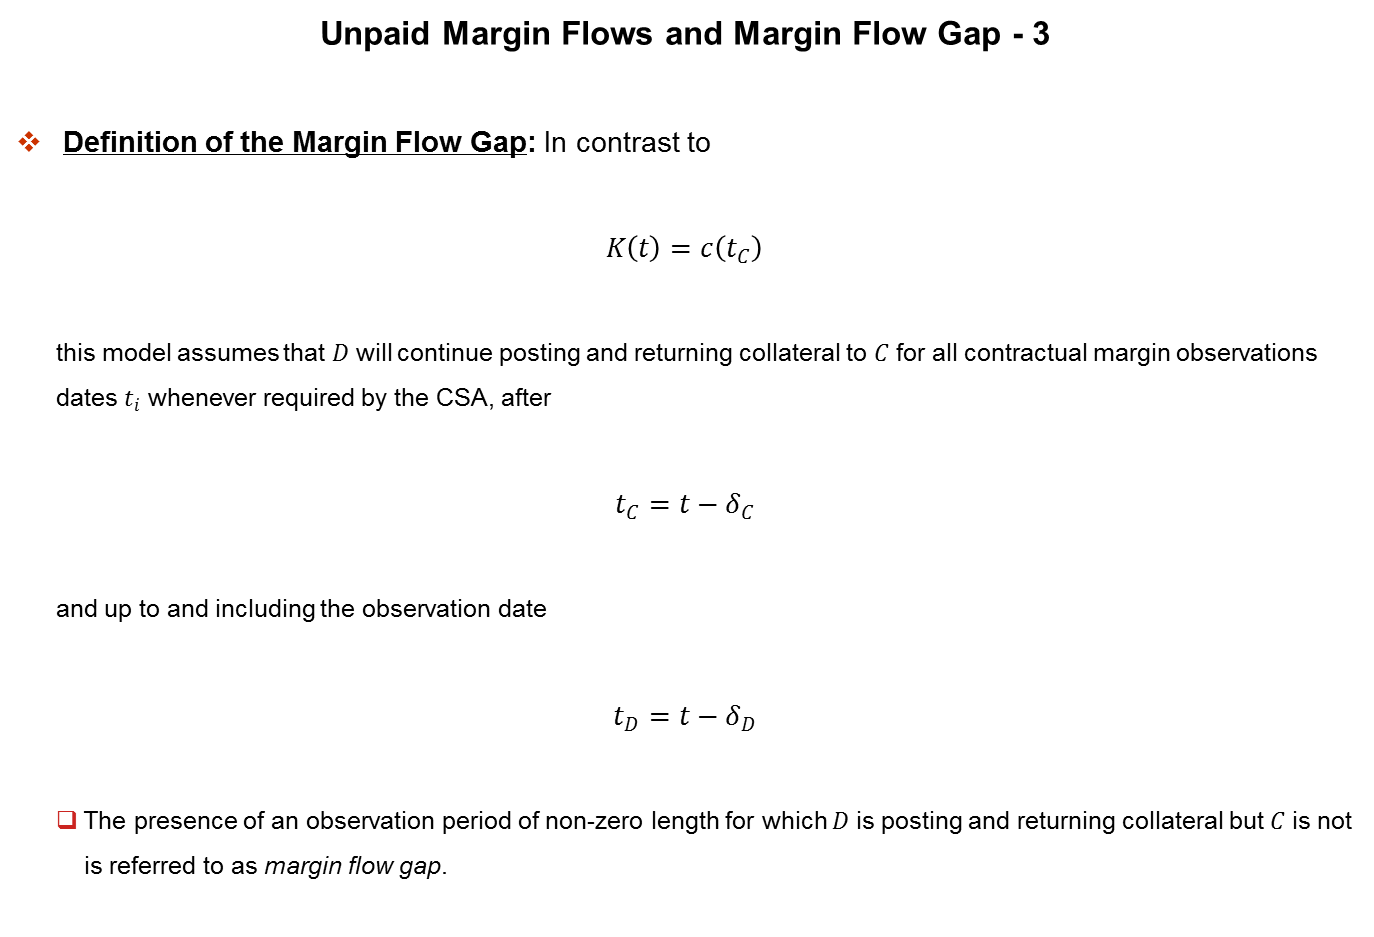 Unpaid Margin Flows and Margin Flow Gap - 3
Definition of the Margin Flow Gap: In contrast to
K(t) = c(t_C)
this model assumes that D will continue posting and returning collateral to C for all contractual margin observations
dates t_i whenever required by the CSA, after
t_C = t − δ_C
and up to and including the observation date
t_D = t − δ_D
The presence of an observation period of non-zero length for which D is posting and returning collateral but C is not
is referred to as margin flow gap.